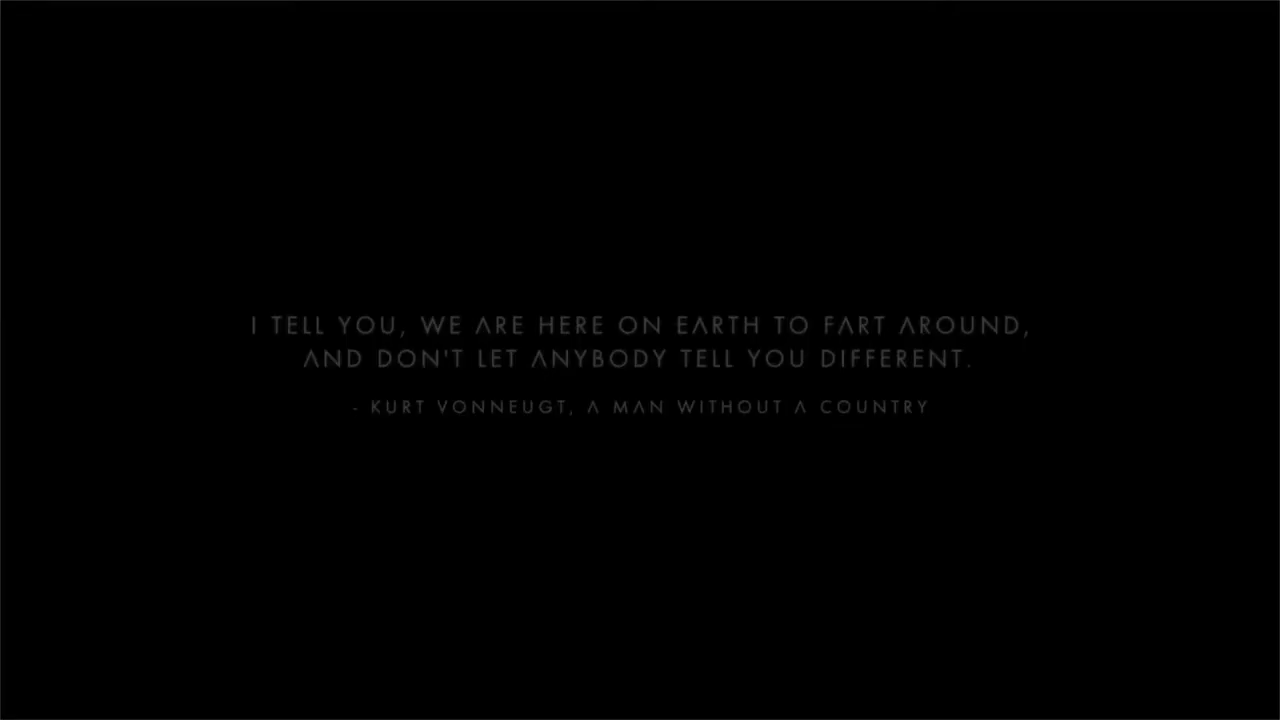 I TELL YOU, WE ARE HERE ON EARTH TO FART AROUND,
AND DON'T LET ANYBODY TELL YOU DIFFERENT.
- KURT VONNEUGT, A MAN WITHOUT A COUNTRY